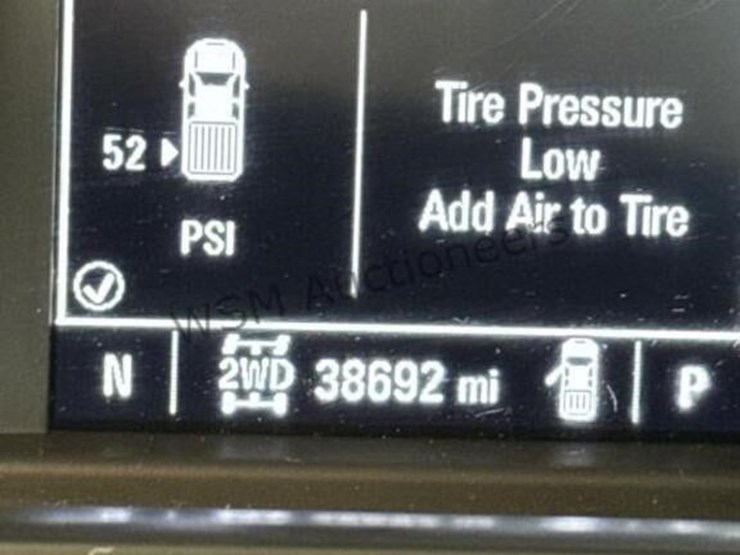 Tire Pressure
Low
Add Air to Tire
52
PSI
WSM Auctioneers
N
2WD
38692 mi
P